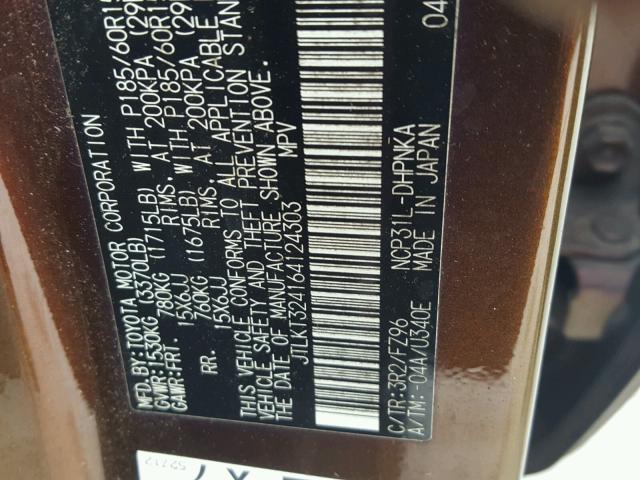 MFD.BY:TOYOTA MOTOR CORPORATION
04
GVWR:1530KG (3370LB)
GAWR:FRT. 780KG (1715LB) WITH P185/60R15
15X6JJ RIMS, AT 200KPA (29
RR. 760KG (1675LB) WITH P185/60R15
15X6JJ RIMS, AT 200KPA (29
THIS VEHICLE CONFORMS TO ALL APPLICABLE
VEHICLE SAFETY AND THEFT PREVENTION STAN
DATE OF MANUFACTURE SHOWN ABOVE.
JTLKT324164124303 MPV
C/TR:3R2/FZ96 NCP31L-DHPNKA
A/TM:-04A/U340E MADE IN JAPAN
52712